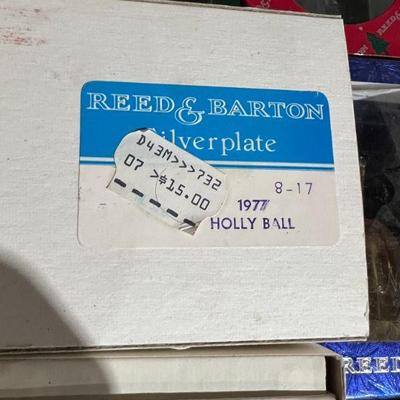 REED & BARTON
Silverplate
D43M>>>732
07 >$15.00
8-17
1977
HOLLY BALL
REED